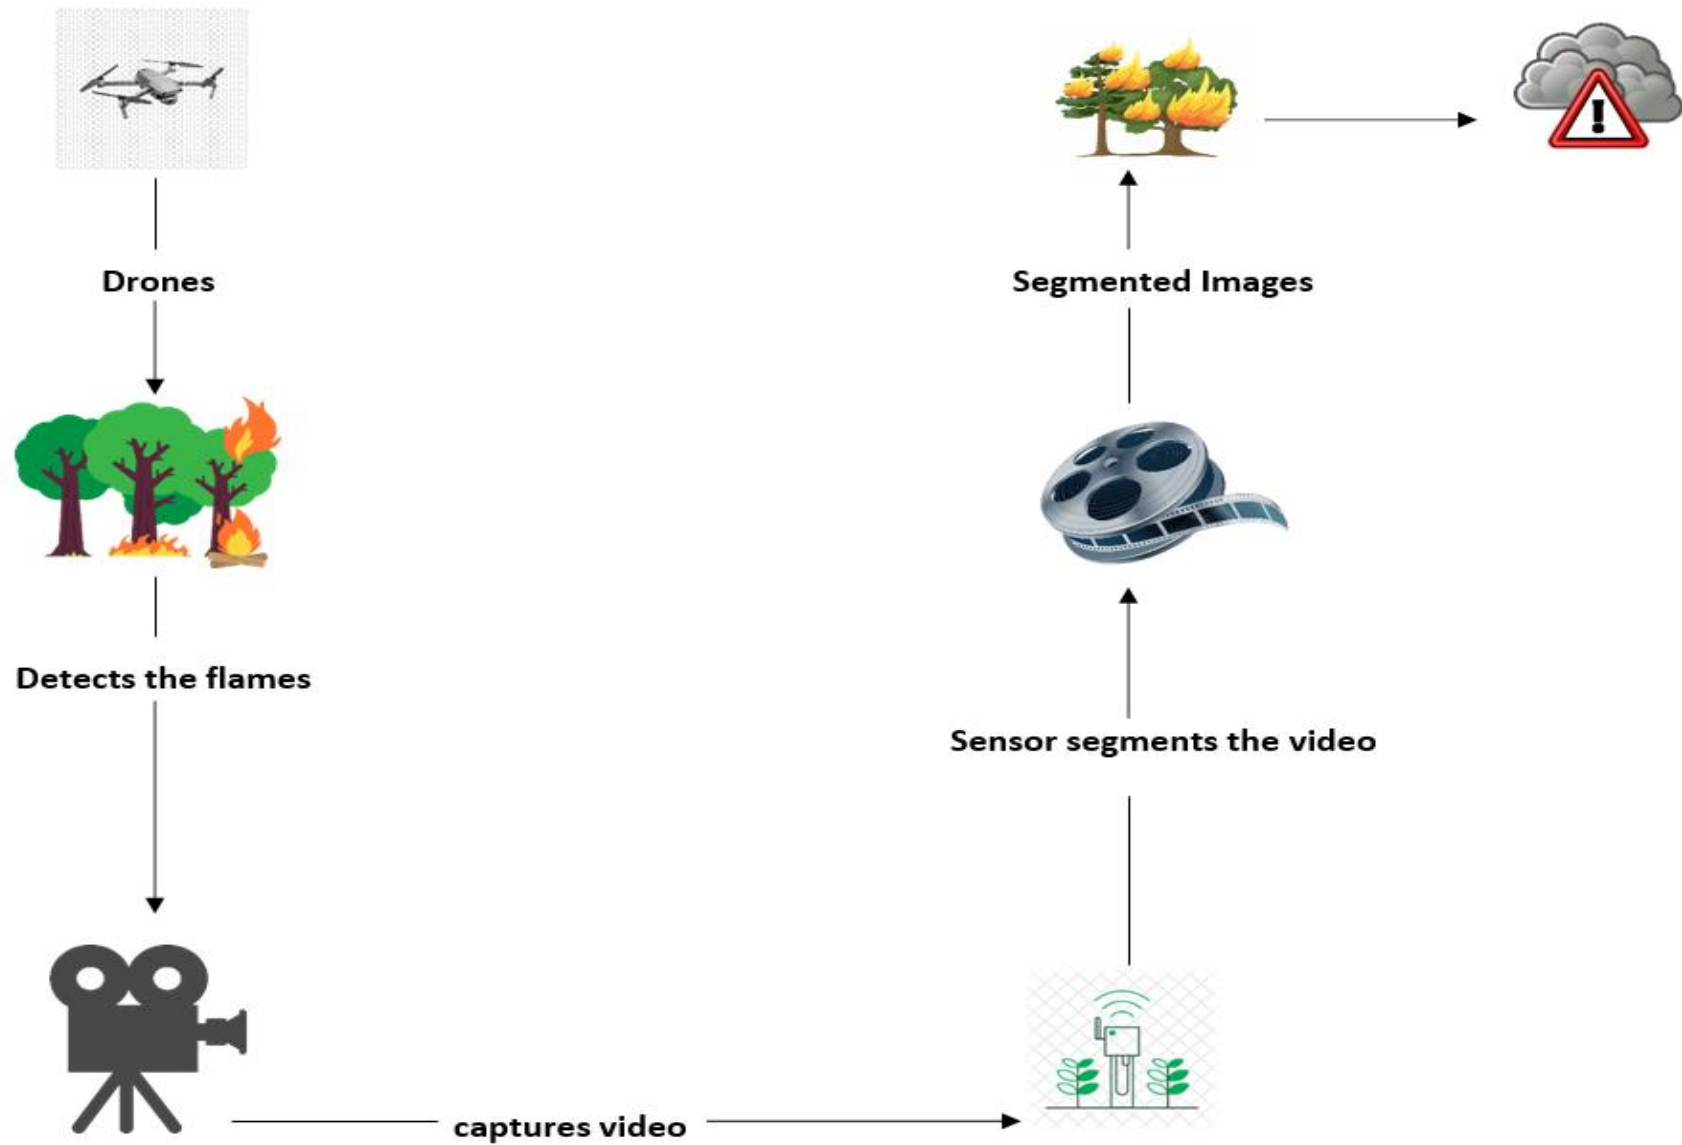 Drones
Detects the flames
captures video
Sensor segments the video
Segmented Images